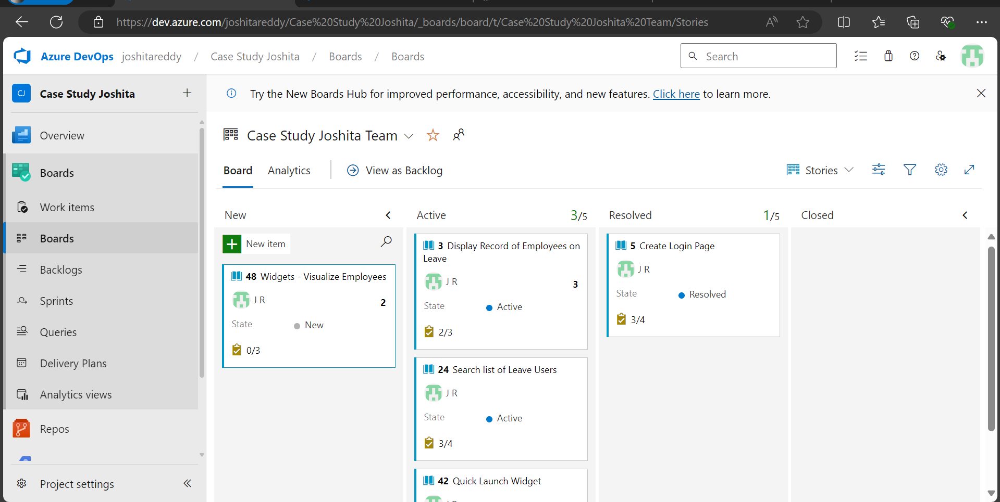 https://dev.azure.com/joshitareddy/Case%20Study%20Joshita/_boards/board/t/Case%20Study%20Joshita%20Team/Stories
Azure DevOps joshitareddy / Case Study Joshita / Boards / Boards
Search
CJ Case Study Joshita
Overview
Boards
Work items
Boards
Backlogs
Sprints
Queries
Delivery Plans
Analytics views
Repos
Project settings
Try the New Boards Hub for improved performance, accessibility, and new features. Click here to learn more.
Case Study Joshita Team
Board Analytics View as Backlog
Stories
New
New item
48 Widgets - Visualize Employees
J R
2
State New
0/3
Active 3/5
3 Display Record of Employees on
Leave
J R
3
State Active
2/3
24 Search list of Leave Users
J R
State Active
3/4
42 Quick Launch Widget
Resolved 1/5
5 Create Login Page
J R
State Resolved
3/4
Closed